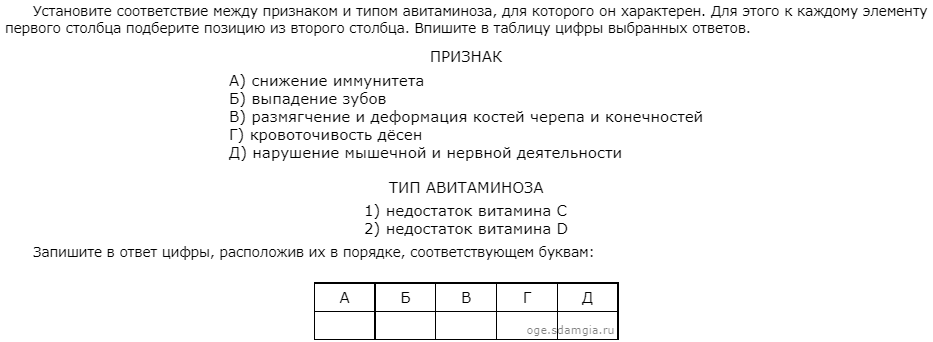 Установите соответствие между признаком и типом авитаминоза, для которого он характерен. Для этого к каждому элементу
первого столбца подберите позицию из второго столбца. Впишите в таблицу цифры выбранных ответов.
ПРИЗНАК
А) снижение иммунитета
Б) выпадение зубов
В) размягчение и деформация костей черепа и конечностей
Г) кровоточивость дёсен
Д) нарушение мышечной и нервной деятельности
ТИП АВИТАМИНОЗА
1) недостаток витамина С
2) недостаток витамина D
Запишите в ответ цифры, расположив их в порядке, соответствующем буквам:
А Б В Г Д
oge.sdamgia.ru